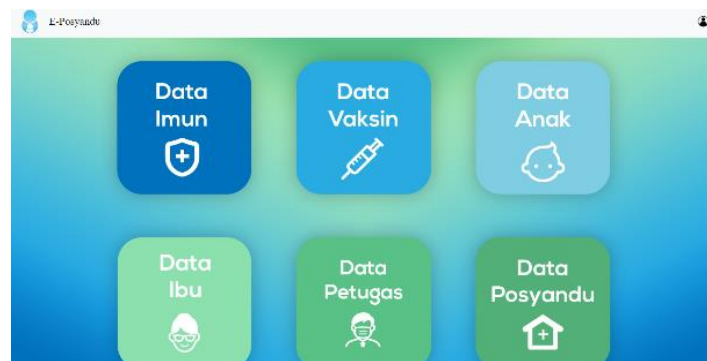 E-Posyandu
Data
Imun
Data
Vaksin
Data
Anak
Data
Ibu
Data
Petugas
Data
Posyandu